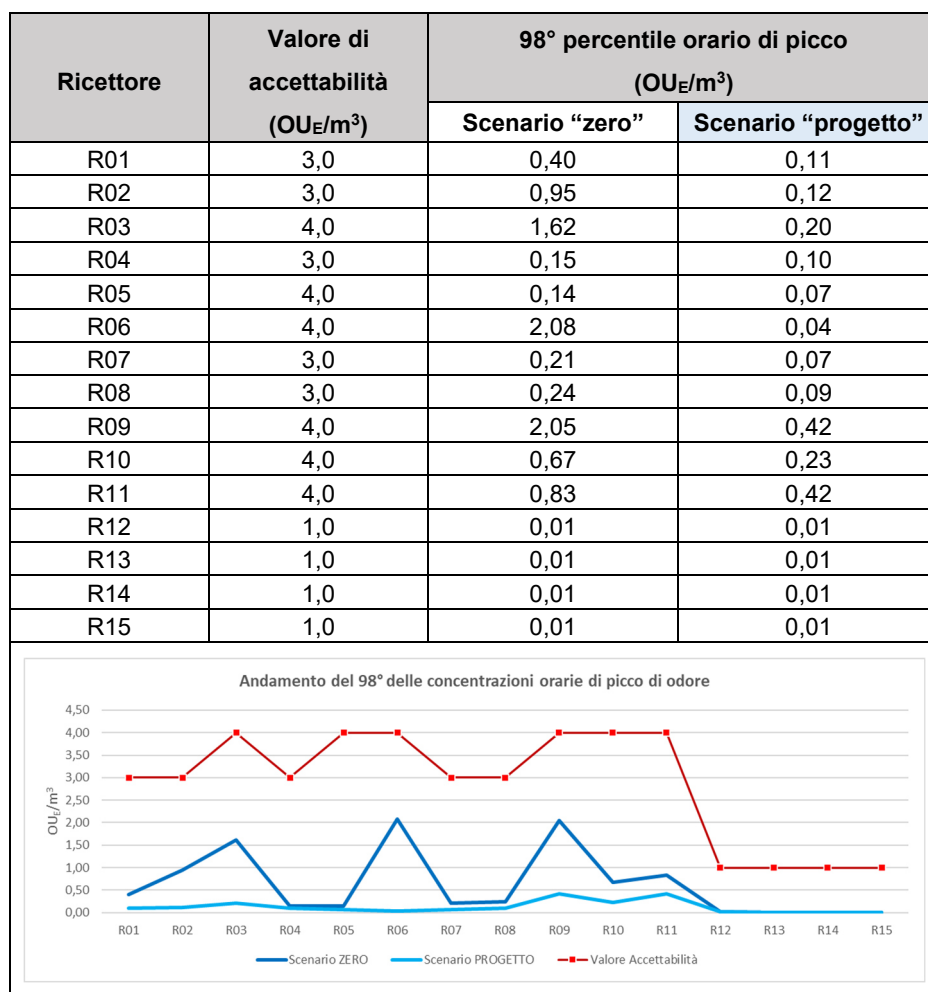 Ricettore
Valore di
accettabilità
(OUE/m³)
98° percentile orario di picco
(OUE/m³)
Scenario “zero” Scenario “progetto”
R01 3,0 0,40 0,11
R02 3,0 0,95 0,12
R03 4,0 1,62 0,20
R04 3,0 0,15 0,10
R05 4,0 0,14 0,07
R06 4,0 2,08 0,04
R07 3,0 0,21 0,07
R08 3,0 0,24 0,09
R09 4,0 2,05 0,42
R10 4,0 0,67 0,23
R11 4,0 0,83 0,42
R12 1,0 0,01 0,01
R13 1,0 0,01 0,01
R14 1,0 0,01 0,01
R15 1,0 0,01 0,01
Andamento del 98° delle concentrazioni orarie di picco di odore
OUE/m³
4,50
4,00
3,50
3,00
2,50
2,00
1,50
1,00
0,50
0,00
R01 R02 R03 R04 R05 R06 R07 R08 R09 R10 R11 R12 R13 R14 R15
Scenario ZERO Scenario PROGETTO Valore Accettabilità